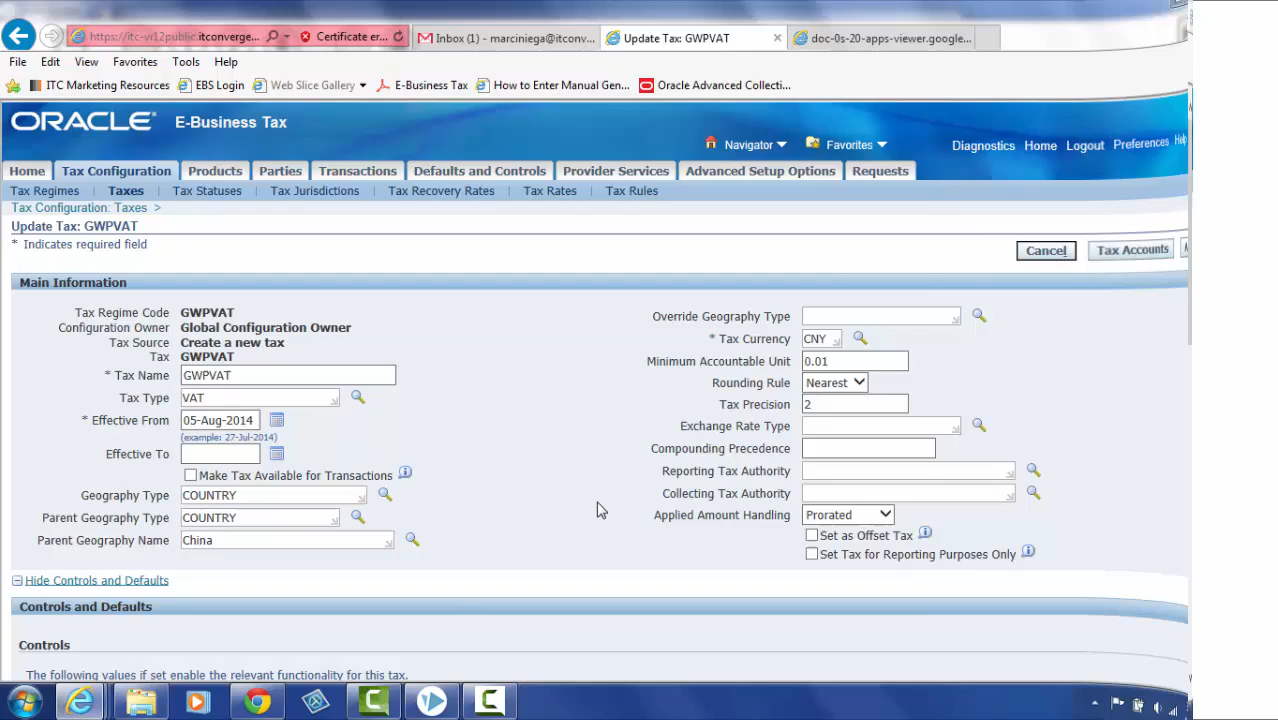 https://itc-vr12public.itconverge...
Certificate er...
Inbox (1) - marciniega@itconv...
Update Tax: GWPVAT
doc-0s-20-apps-viewer.google...
File Edit View Favorites Tools Help
ITC Marketing Resources EBS Login Web Slice Gallery E-Business Tax How to Enter Manual Gen... Oracle Advanced Collecti...
ORACLE® E-Business Tax
Navigator Favorites Diagnostics Home Logout Preferences Help
Home Tax Configuration Products Parties Transactions Defaults and Controls Provider Services Advanced Setup Options Requests
Tax Regimes Taxes Tax Statuses Tax Jurisdictions Tax Recovery Rates Tax Rates Tax Rules
Tax Configuration: Taxes >
Update Tax: GWPVAT
* Indicates required field
Cancel Tax Accounts
Main Information
Tax Regime Code GWPVAT
Configuration Owner Global Configuration Owner
Tax Source Create a new tax
Tax GWPVAT
* Tax Name GWPVAT
Tax Type VAT
* Effective From 05-Aug-2014
(example: 27-Jul-2014)
Effective To
Make Tax Available for Transactions
Geography Type COUNTRY
Parent Geography Type COUNTRY
Parent Geography Name China
Override Geography Type
* Tax Currency CNY
Minimum Accountable Unit 0.01
Rounding Rule Nearest
Tax Precision 2
Exchange Rate Type
Compounding Precedence
Reporting Tax Authority
Collecting Tax Authority
Applied Amount Handling Prorated
Set as Offset Tax
Set Tax for Reporting Purposes Only
Hide Controls and Defaults
Controls and Defaults
Controls
The following values if set enable the relevant functionality for this tax.